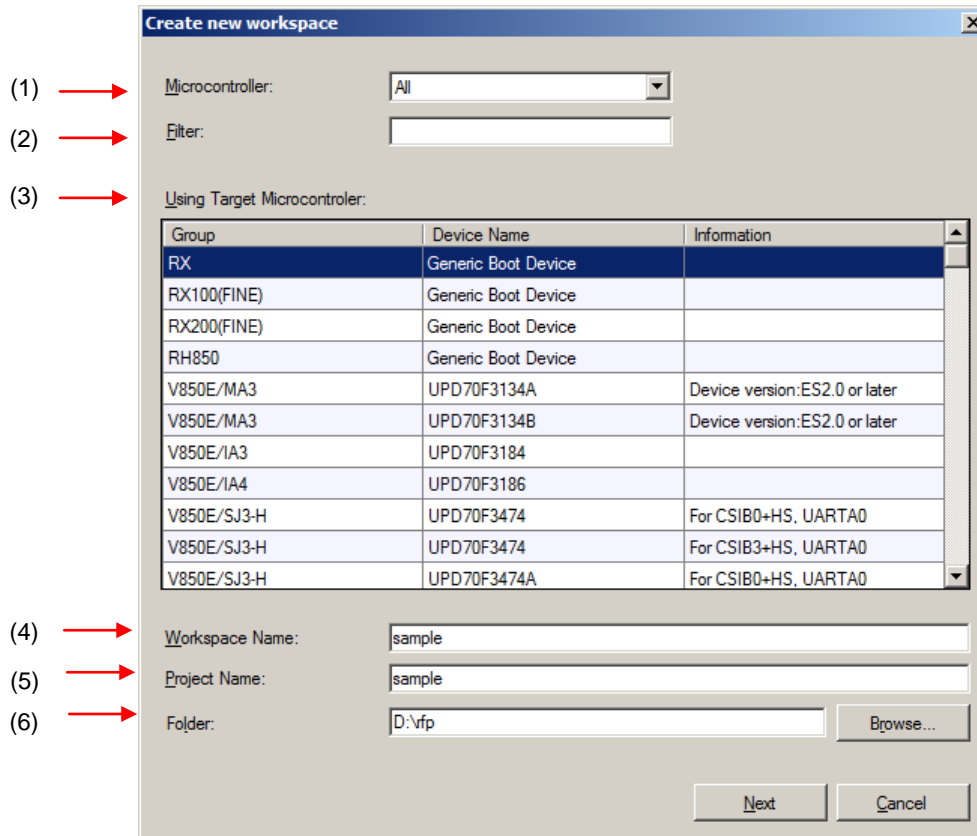 Create new workspace
(1) Microcontroller: All
(2) Filter:
(3) Using Target Microcontroler:
Group Device Name Information
RX Generic Boot Device
RX100(FINE) Generic Boot Device
RX200(FINE) Generic Boot Device
RH850 Generic Boot Device
V850E/MA3 UPD70F3134A Device version:ES2.0 or later
V850E/MA3 UPD70F3134B Device version:ES2.0 or later
V850E/IA3 UPD70F3184
V850E/IA4 UPD70F3186
V850E/SJ3-H UPD70F3474 For CSIB0+HS, UARTA0
V850E/SJ3-H UPD70F3474 For CSIB3+HS, UARTA0
V850E/SJ3-H UPD70F3474A For CSIB0+HS, UARTA0
(4) Workspace Name: sample
(5) Project Name: sample
(6) Folder: D:\rfp Browse...
Next Cancel